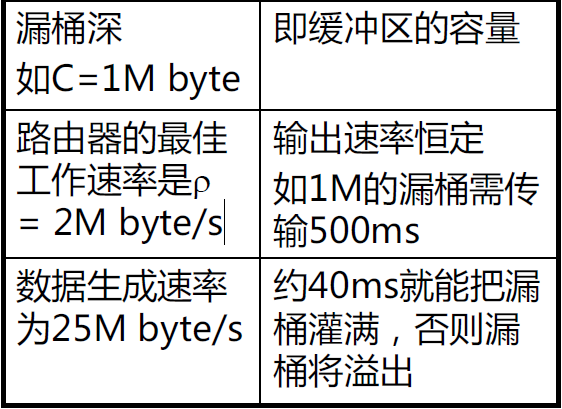 漏桶深
如C=1M byte
即缓冲区的容量
路由器的最佳
工作速率是ρ
= 2M byte/s
输出速率恒定
如1M的漏桶需传
输500ms
数据生成速率
为25M byte/s
约40ms就能把漏
桶灌满，否则漏
桶将溢出